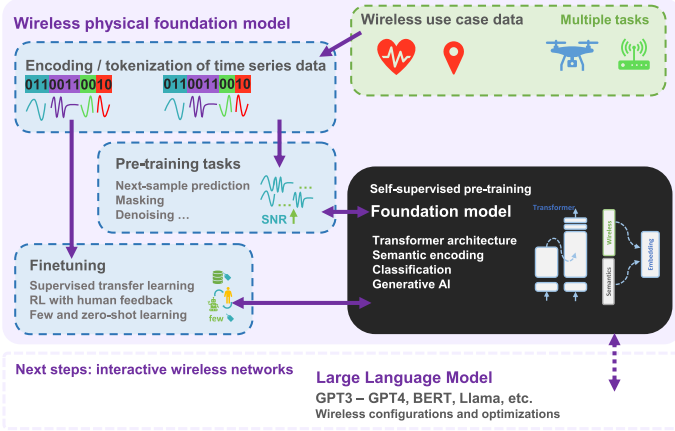 Wireless physical foundation model
Wireless use case data
Multiple tasks
Encoding / tokenization of time series data
01100110010
01100110010
Pre-training tasks
Next-sample prediction
Masking
Denoising ...
SNR
Self-supervised pre-training
Foundation model
Transformer architecture
Semantic encoding
Classification
Generative AI
Transformer
Wireless
Semantics
Embedding
Finetuning
Supervised transfer learning
RL with human feedback
Few and zero-shot learning
few
Next steps: interactive wireless networks
Large Language Model
GPT3 – GPT4, BERT, Llama, etc.
Wireless configurations and optimizations